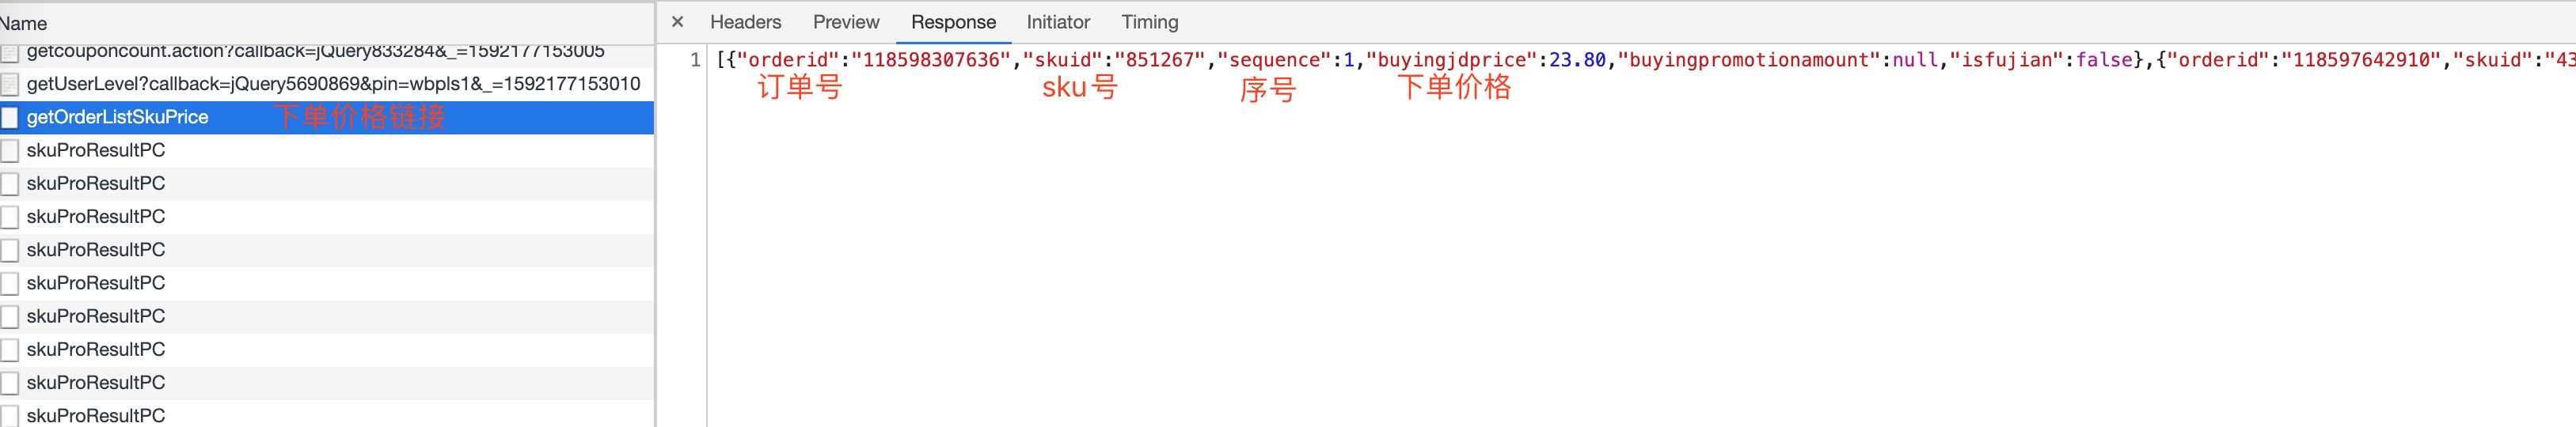 Name
× Headers Preview Response Initiator Timing
getcouponcount.action?callback=jQuery833284&_=1592177153005
1 [{"orderid":"118598307636","skuid":"851267","sequence":1,"buyingjdprice":23.80,"buyingpromotionamount":null,"isfujian":false},{"orderid":"118597642910","skuid":"43
getUserLevel?callback=jQuery5690869&pin=wbpls1&_=1592177153010
订单号 sku号 序号 下单价格
getOrderListSkuPrice 下单价格链接
skuProResultPC
skuProResultPC
skuProResultPC
skuProResultPC
skuProResultPC
skuProResultPC
skuProResultPC
skuProResultPC
skuProResultPC